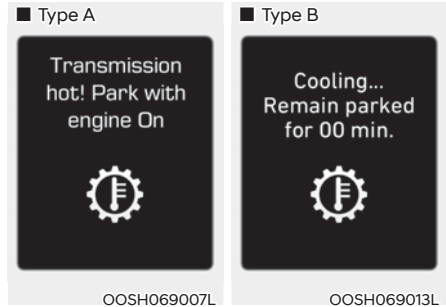 ■ Type A
Transmission
hot! Park with
engine On
OOSH069007L
■ Type B
Cooling...
Remain parked
for 00 min.
OOSH069013L